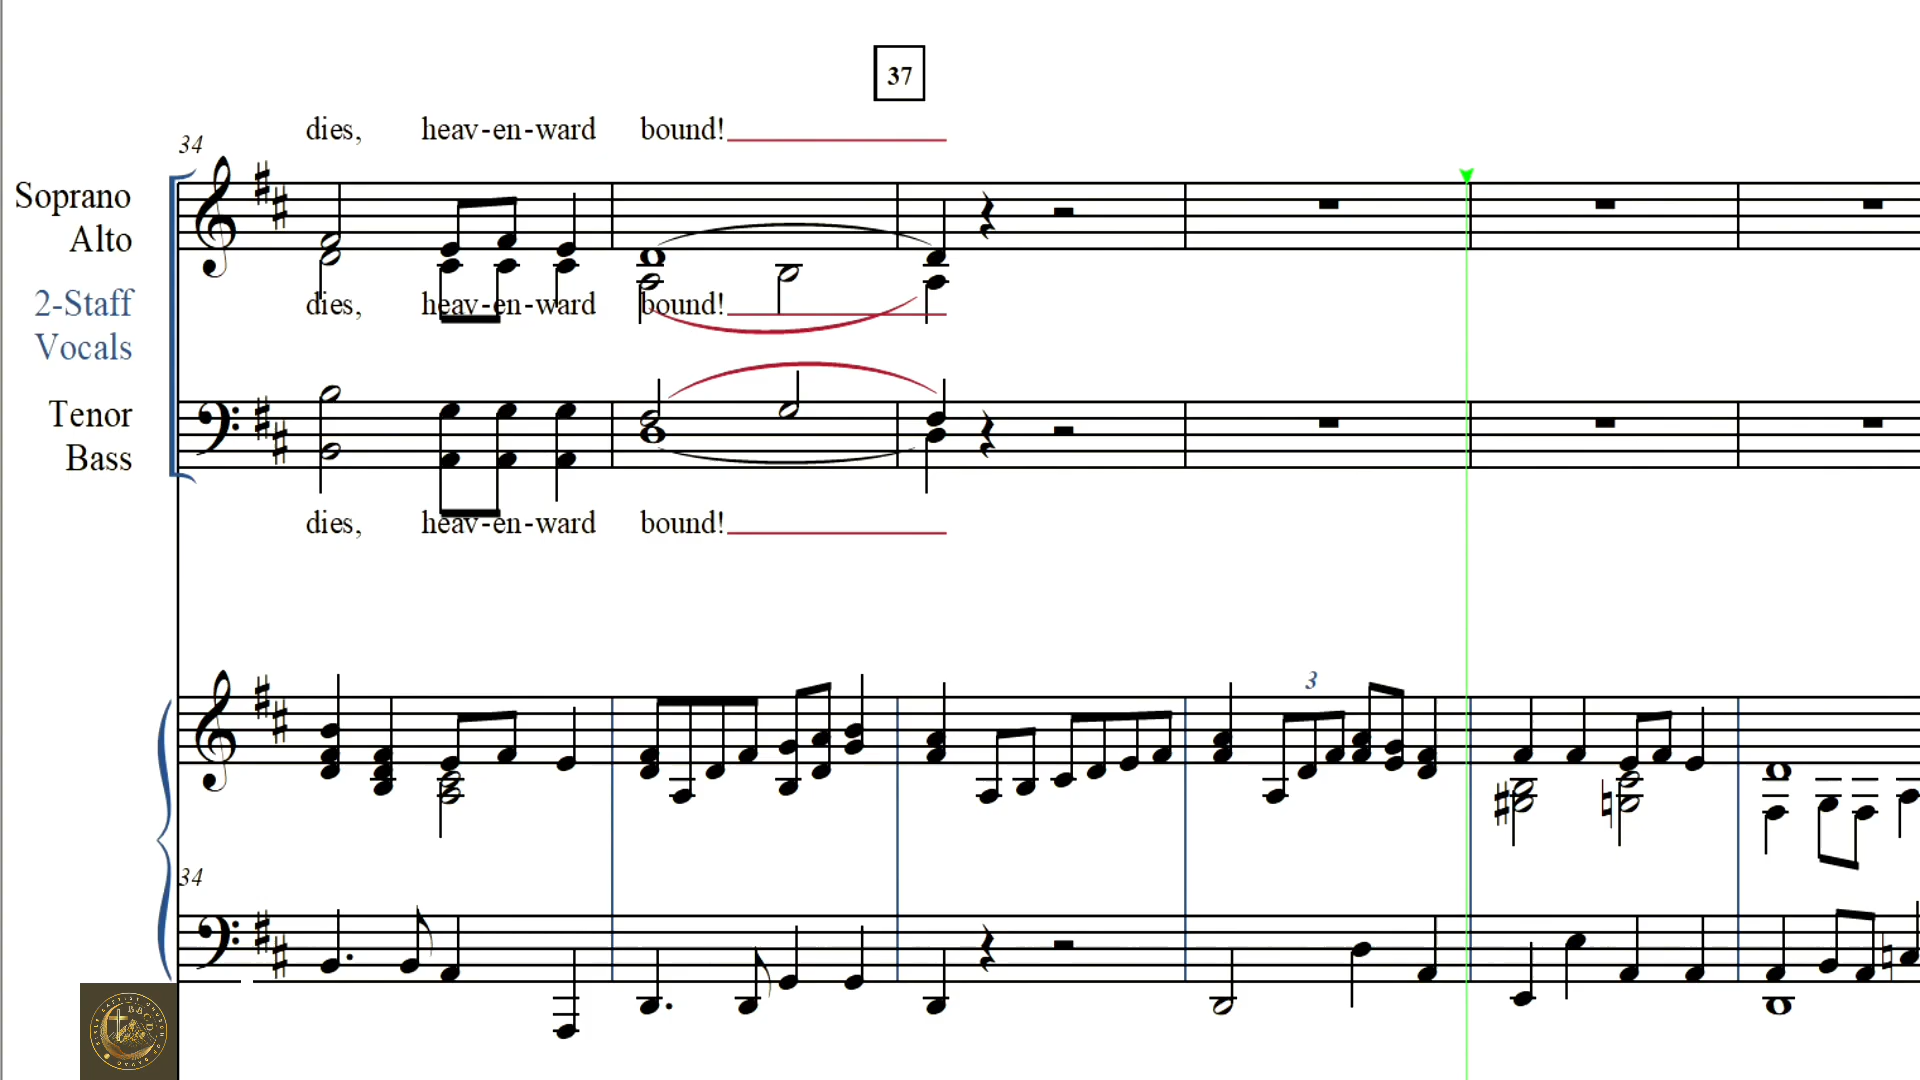 37
dies, heav-en-ward bound!
34
Soprano
Alto
dies, heav-en-ward bound!
2-Staff
Vocals
Tenor
Bass
dies, heav-en-ward bound!
3
34